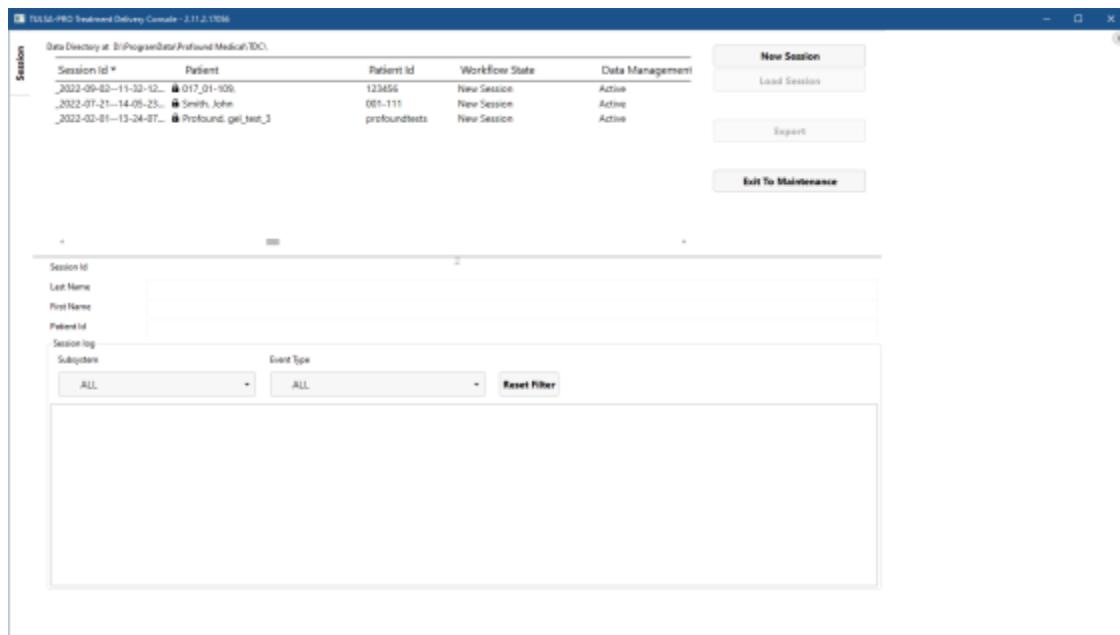 TULSA-PRO Treatment Delivery Console - 2.11.2.17036
Session
Data Directory at D:\ProgramData\Profound Medical\TDC\
New Session
Load Session
Export
Exit To Maintenance
Session Id Patient Patient Id Workflow State Data Management
_2022-09-02--11-32-12... 017_01-109, 123456 New Session Active
_2022-07-21--14-05-23... Smith, John 001-111 New Session Active
_2022-02-01--13-24-07... Profound, gel_test_3 profoundtests New Session Active
Session Id
Last Name
First Name
Patient Id
Session log
Subsystem Event Type
ALL ALL Reset Filter